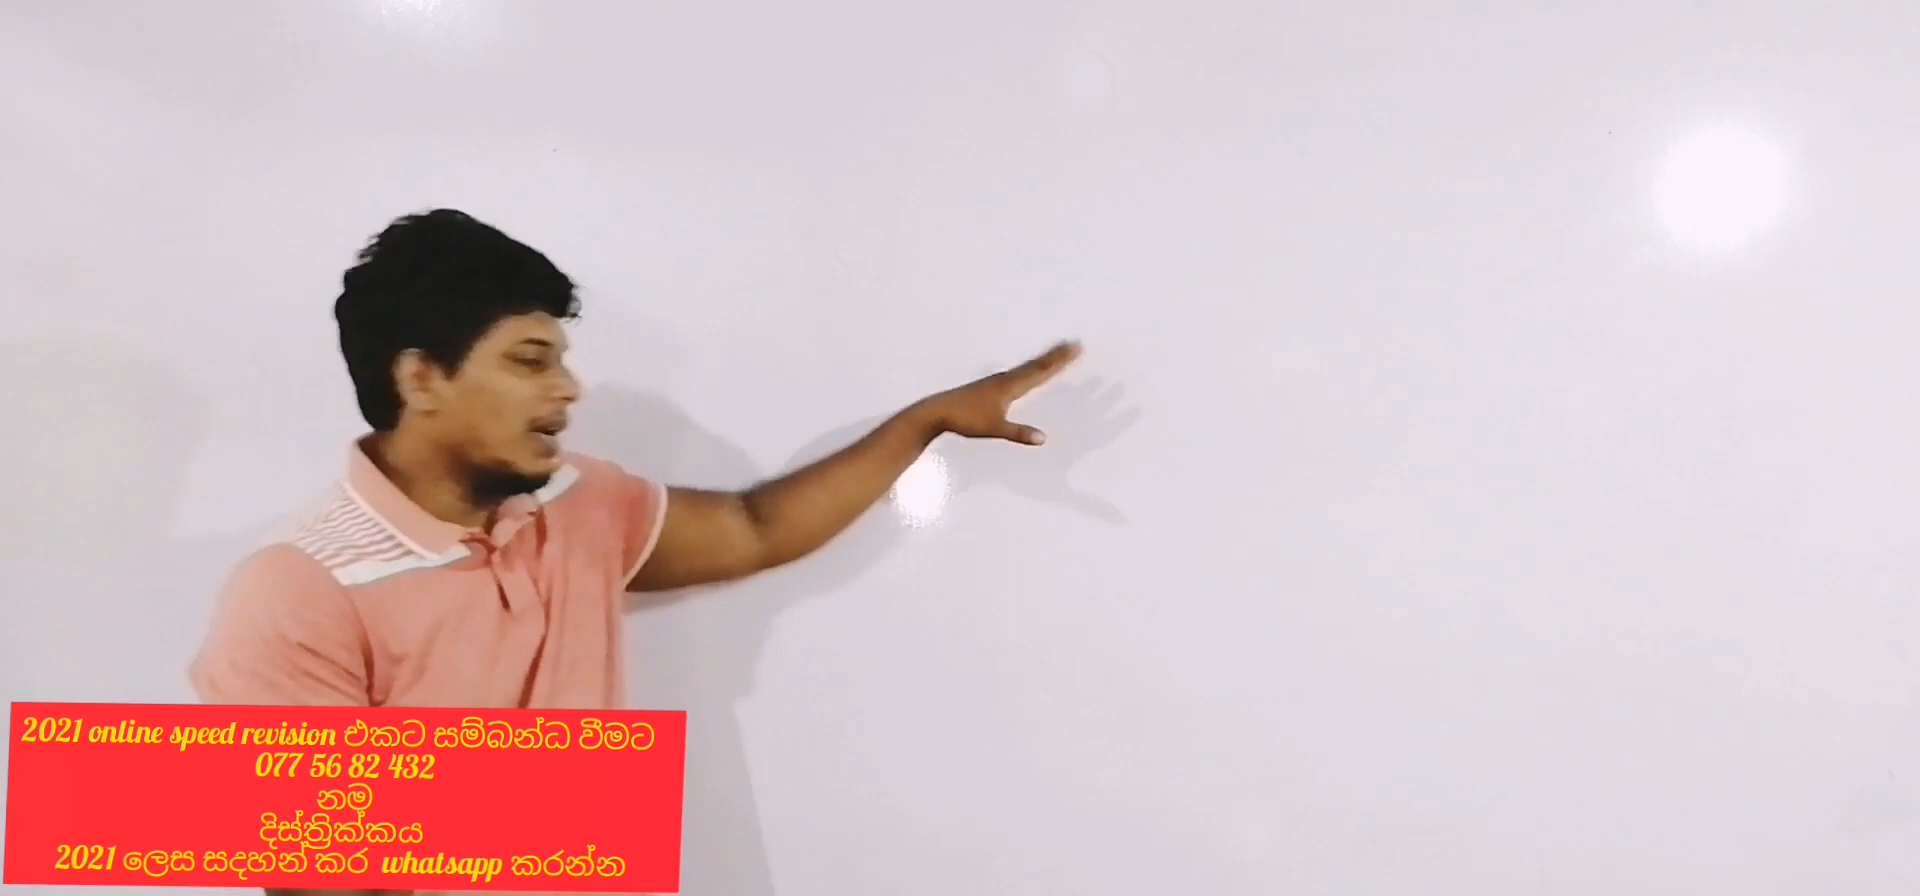 2021 online speed revision එකට සම්බන්ධ වීමට
077 56 82 432
නම
දිස්ත්‍රික්කය
2021 ලෙස සදහන් කර whatsapp කරන්න